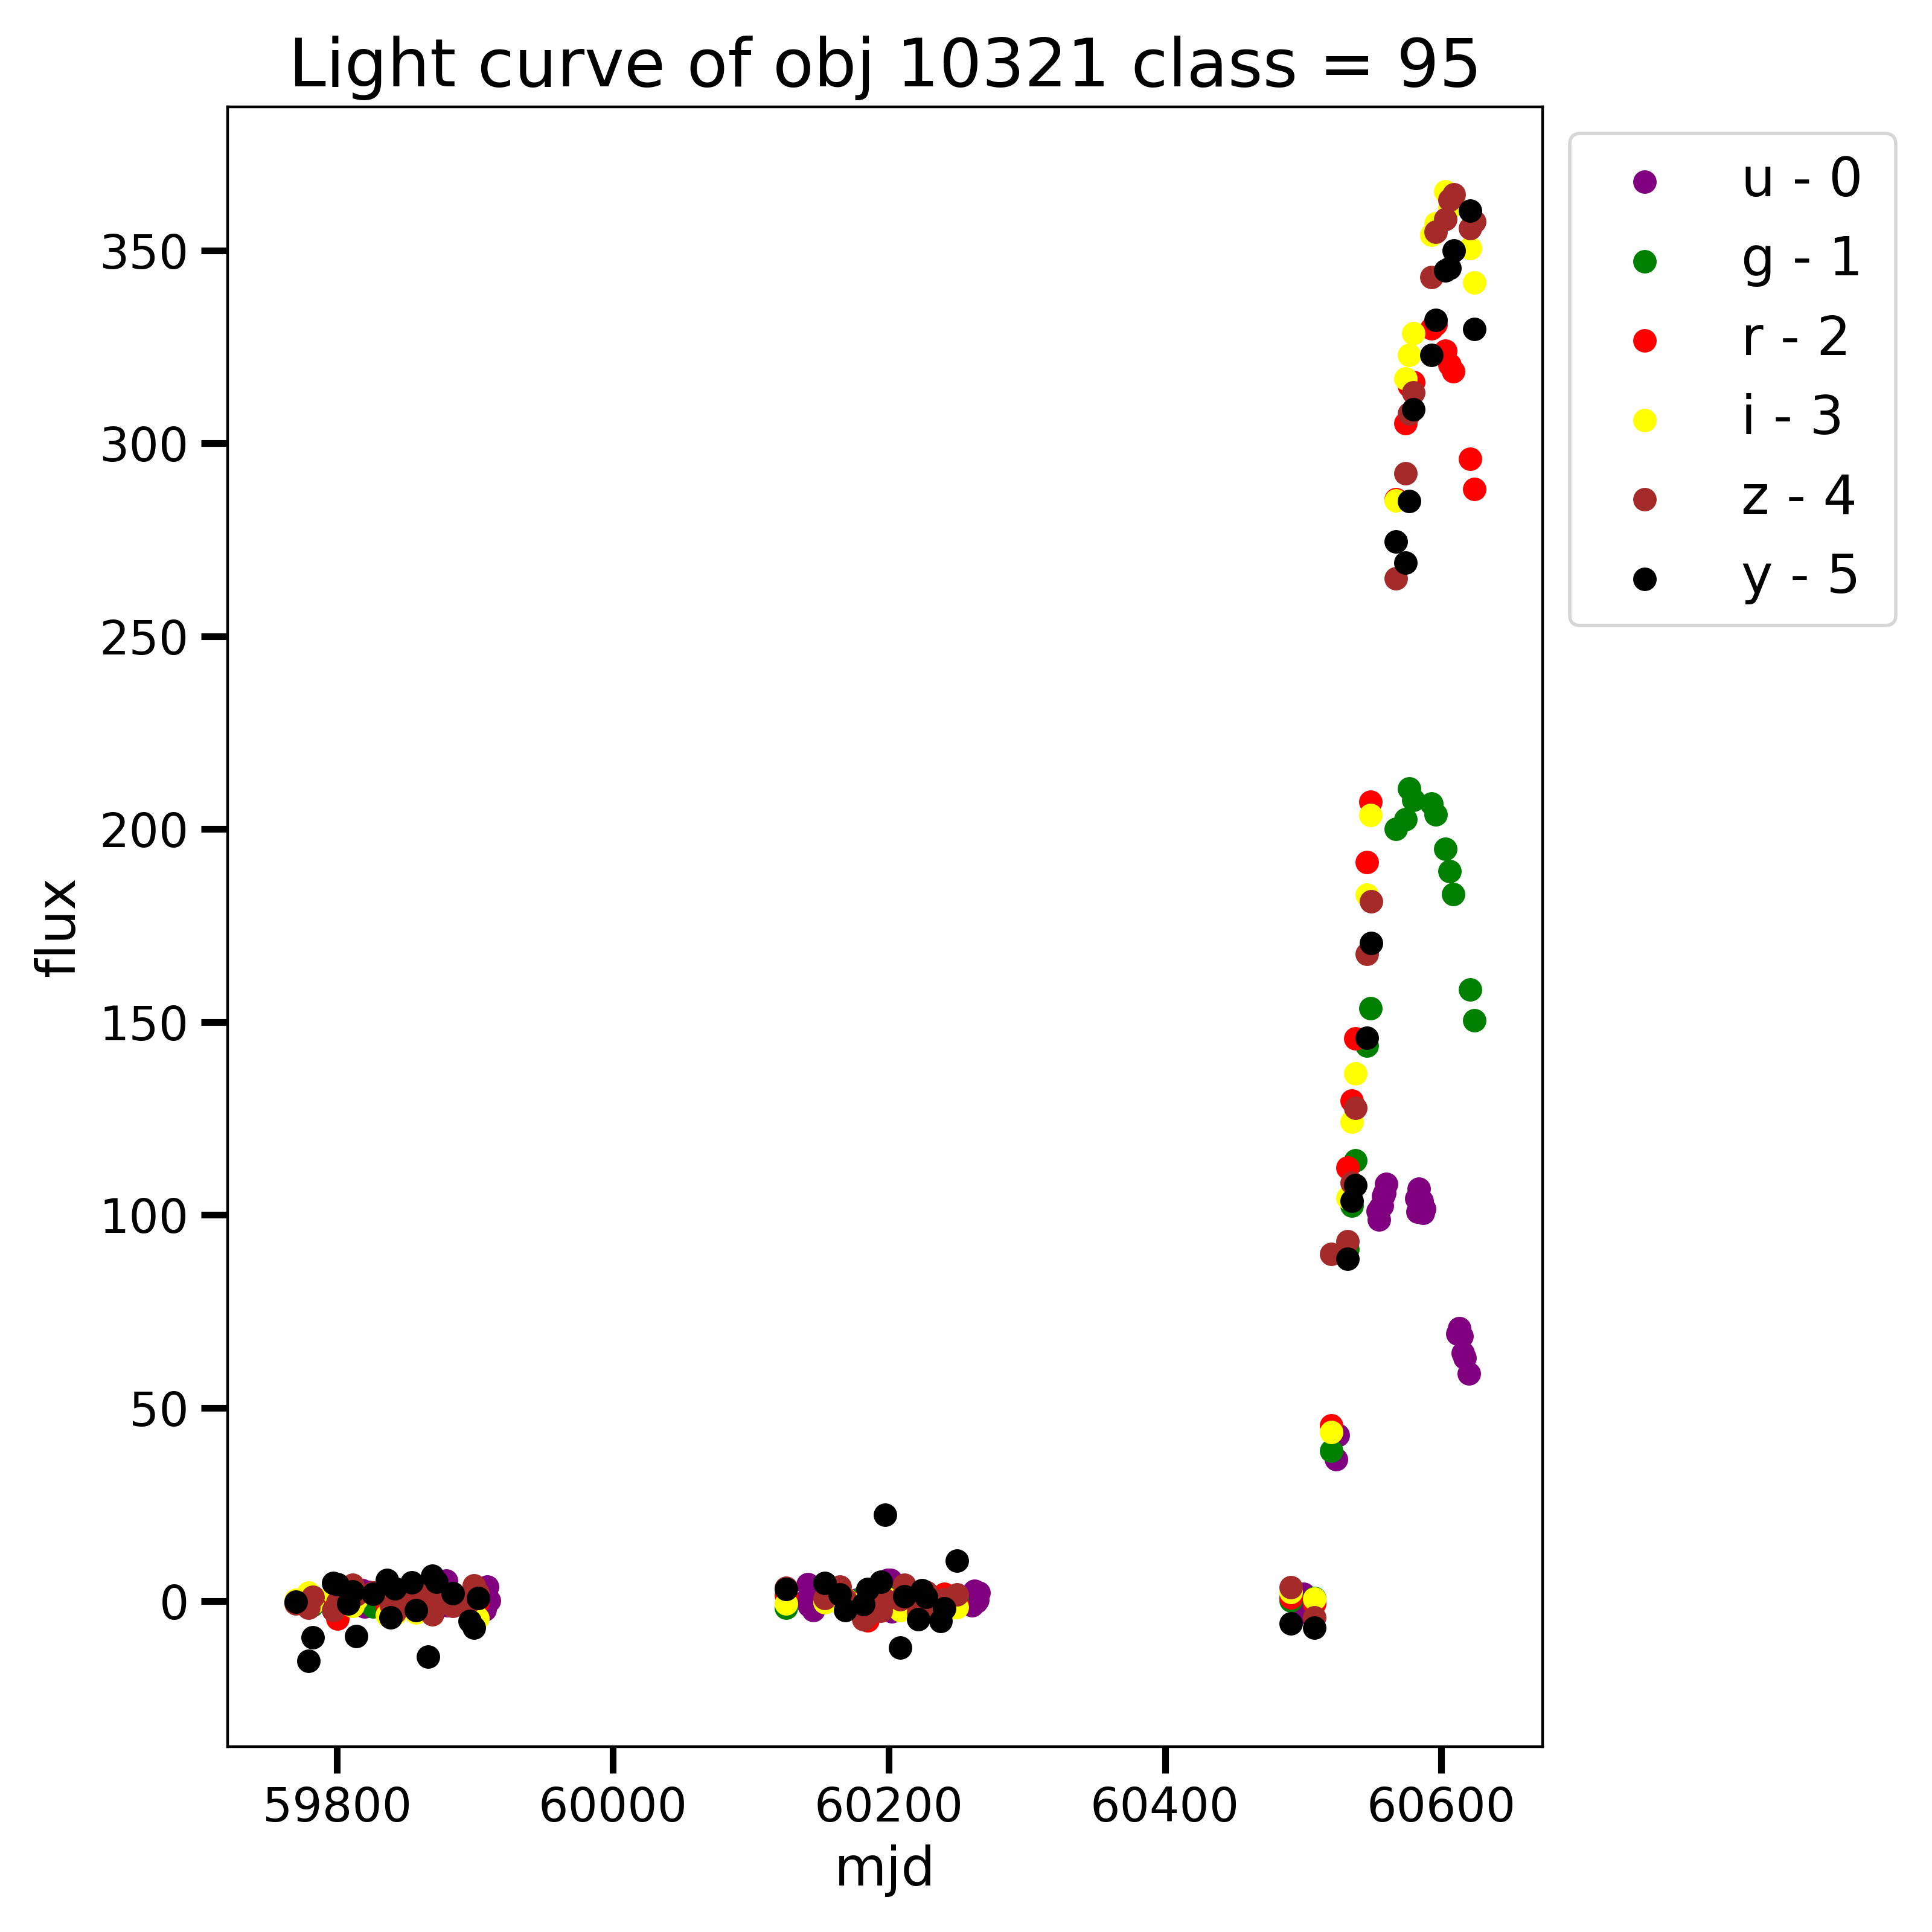 Light curve of obj 10321 class = 95
u - 0
g - 1
r - 2
i - 3
z - 4
y - 5
350
300
250
200
150
100
50
0
flux
59800 60000 60200 60400 60600
mjd